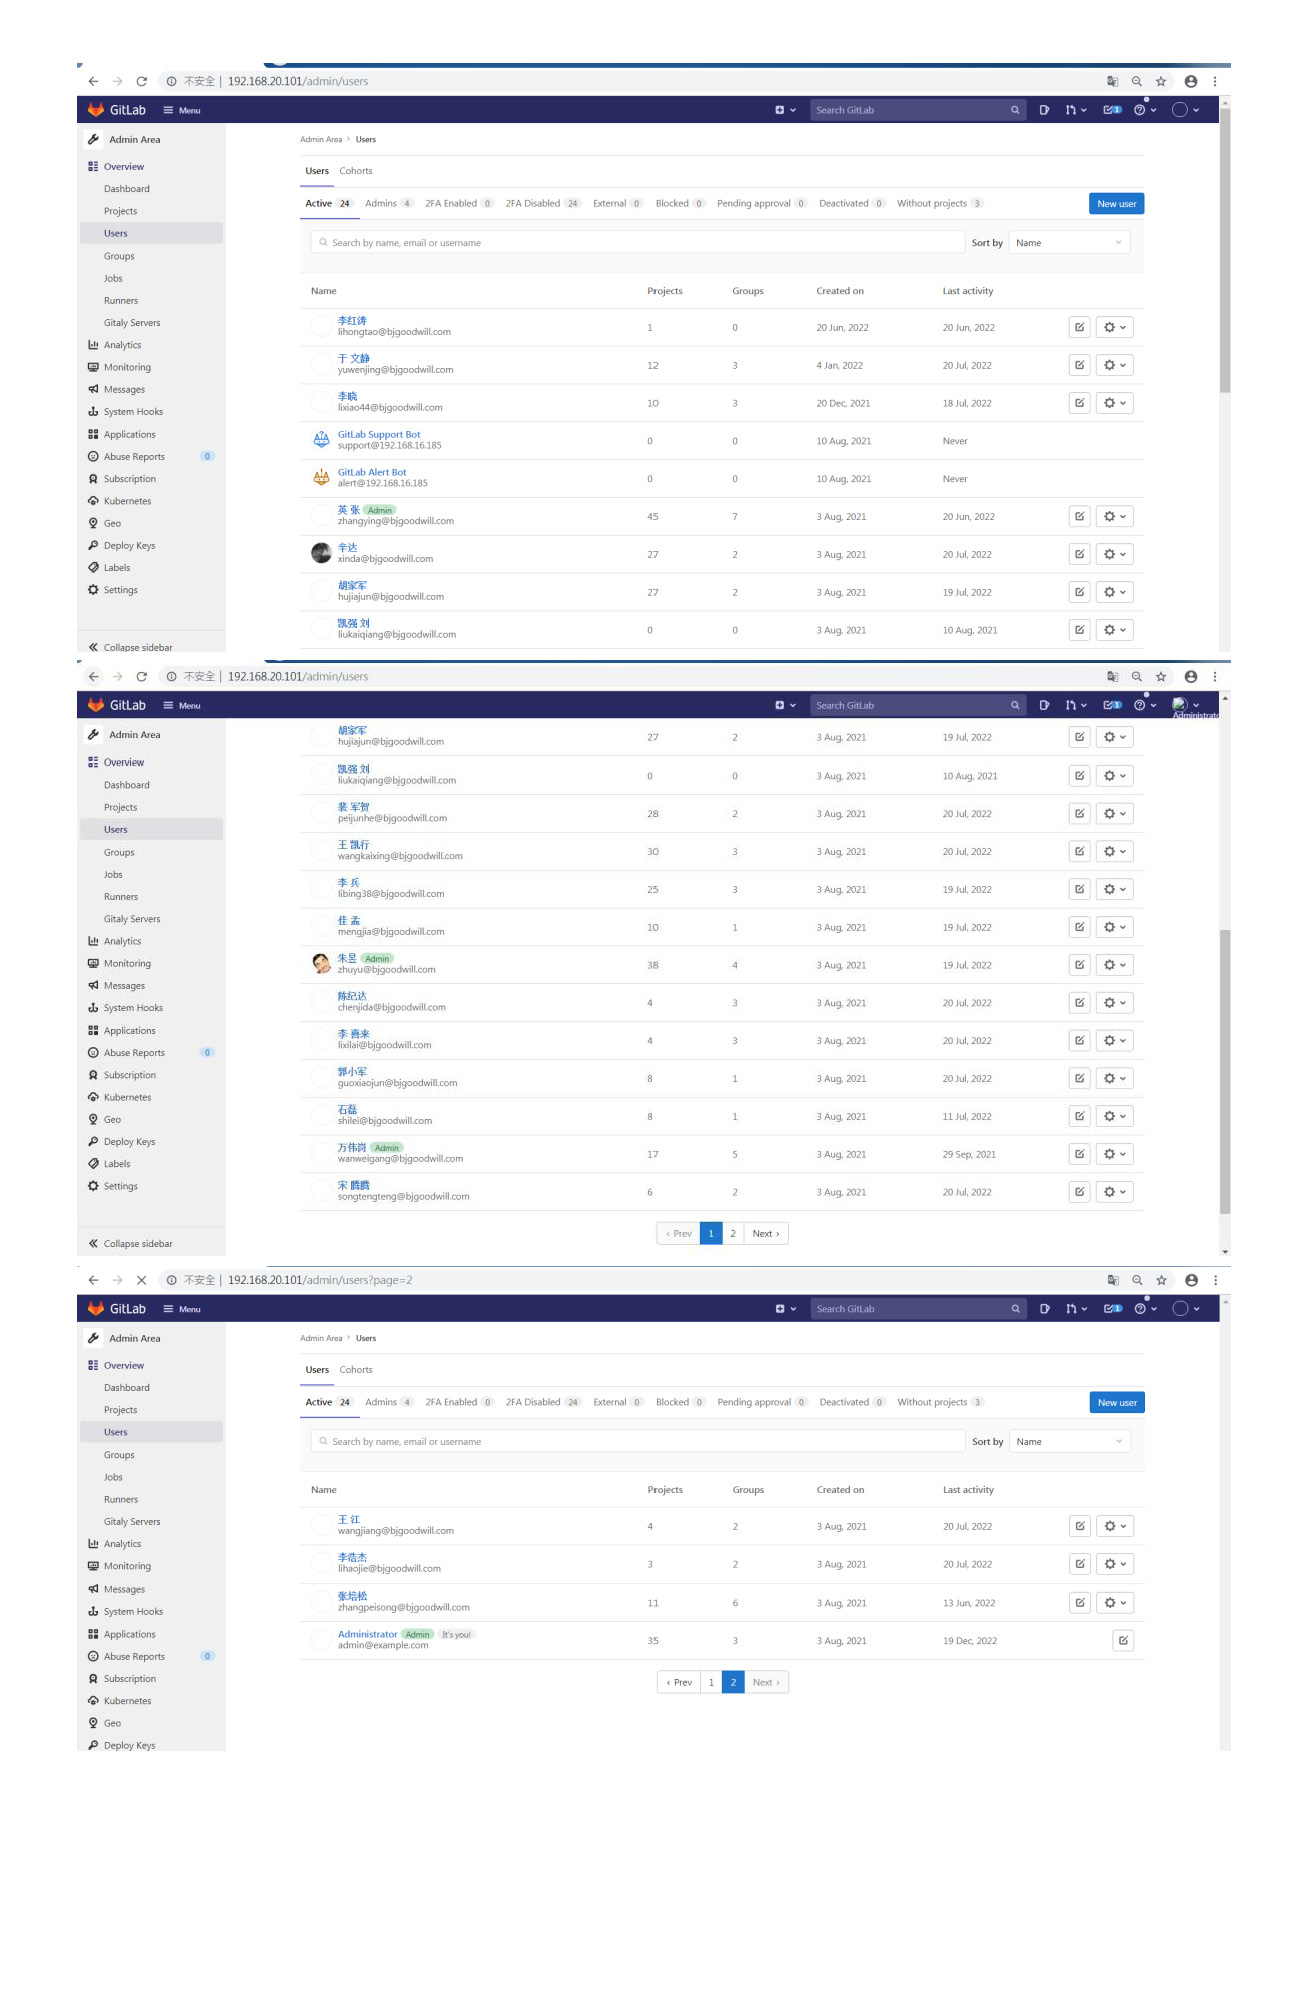 不安全 | 192.168.20.101/admin/users
GitLab Menu Search GitLab 1
Admin Area
Overview
Dashboard
Projects
Users
Groups
Jobs
Runners
Gitaly Servers
Analytics
Monitoring
Messages
System Hooks
Applications
Abuse Reports 0
Subscription
Kubernetes
Geo
Deploy Keys
Labels
Settings
Collapse sidebar
Admin Area > Users
Users Cohorts
Active 24 Admins 4 2FA Enabled 0 2FA Disabled 24 External 0 Blocked 0 Pending approval 0 Deactivated 0 Without projects 3 New user
Search by name, email or username Sort by Name
Name Projects Groups Created on Last activity
李红涛
lihongtao@bjgoodwill.com 1 0 20 Jun, 2022 20 Jun, 2022
于 文静
yuwenjing@bjgoodwill.com 12 3 4 Jan, 2022 20 Jul, 2022
李晓
lixiao44@bjgoodwill.com 10 3 20 Dec, 2021 18 Jul, 2022
GitLab Support Bot
support@192.168.16.185 0 0 10 Aug, 2021 Never
GitLab Alert Bot
alert@192.168.16.185 0 0 10 Aug, 2021 Never
英 张 Admin
zhangying@bjgoodwill.com 45 7 3 Aug, 2021 20 Jun, 2022
辛达
xinda@bjgoodwill.com 27 2 3 Aug, 2021 20 Jul, 2022
胡家军
hujiajun@bjgoodwill.com 27 2 3 Aug, 2021 19 Jul, 2022
凯强 刘
liukaiqiang@bjgoodwill.com 0 0 3 Aug, 2021 10 Aug, 2021
不安全 | 192.168.20.101/admin/users
GitLab Menu Search GitLab 1
Administrato
Admin Area
Overview
Dashboard
Projects
Users
Groups
Jobs
Runners
Gitaly Servers
Analytics
Monitoring
Messages
System Hooks
Applications
Abuse Reports 0
Subscription
Kubernetes
Geo
Deploy Keys
Labels
Settings
Collapse sidebar
胡家军
hujiajun@bjgoodwill.com 27 2 3 Aug, 2021 19 Jul, 2022
凯强 刘
liukaiqiang@bjgoodwill.com 0 0 3 Aug, 2021 10 Aug, 2021
裴 军贺
peijunhe@bjgoodwill.com 28 2 3 Aug, 2021 20 Jul, 2022
王 凯行
wangkaixing@bjgoodwill.com 30 3 3 Aug, 2021 20 Jul, 2022
李 兵
libing38@bjgoodwill.com 25 3 3 Aug, 2021 19 Jul, 2022
佳 孟
mengjia@bjgoodwill.com 10 1 3 Aug, 2021 19 Jul, 2022
朱昱 Admin
zhuyu@bjgoodwill.com 38 4 3 Aug, 2021 19 Jul, 2022
陈纪达
chenjida@bjgoodwill.com 4 3 3 Aug, 2021 20 Jul, 2022
李 喜来
lixilai@bjgoodwill.com 4 3 3 Aug, 2021 20 Jul, 2022
郭小军
guoxiaojun@bjgoodwill.com 8 1 3 Aug, 2021 20 Jul, 2022
石磊
shilei@bjgoodwill.com 8 1 3 Aug, 2021 11 Jul, 2022
万伟岗 Admin
wanweigang@bjgoodwill.com 17 5 3 Aug, 2021 29 Sep, 2021
宋 腾腾
songtengteng@bjgoodwill.com 6 2 3 Aug, 2021 20 Jul, 2022
‹ Prev 1 2 Next ›
不安全 | 192.168.20.101/admin/users?page=2
GitLab Menu Search GitLab 1
Admin Area
Overview
Dashboard
Projects
Users
Groups
Jobs
Runners
Gitaly Servers
Analytics
Monitoring
Messages
System Hooks
Applications
Abuse Reports 0
Subscription
Kubernetes
Geo
Deploy Keys
Admin Area > Users
Users Cohorts
Active 24 Admins 4 2FA Enabled 0 2FA Disabled 24 External 0 Blocked 0 Pending approval 0 Deactivated 0 Without projects 3 New user
Search by name, email or username Sort by Name
Name Projects Groups Created on Last activity
王 江
wangjiang@bjgoodwill.com 4 2 3 Aug, 2021 20 Jul, 2022
李浩杰
lihaojie@bjgoodwill.com 3 2 3 Aug, 2021 20 Jul, 2022
张培松
zhangpeisong@bjgoodwill.com 11 6 3 Aug, 2021 13 Jun, 2022
Administrator Admin It's you!
admin@example.com 35 3 3 Aug, 2021 19 Dec, 2022
‹ Prev 1 2 Next ›